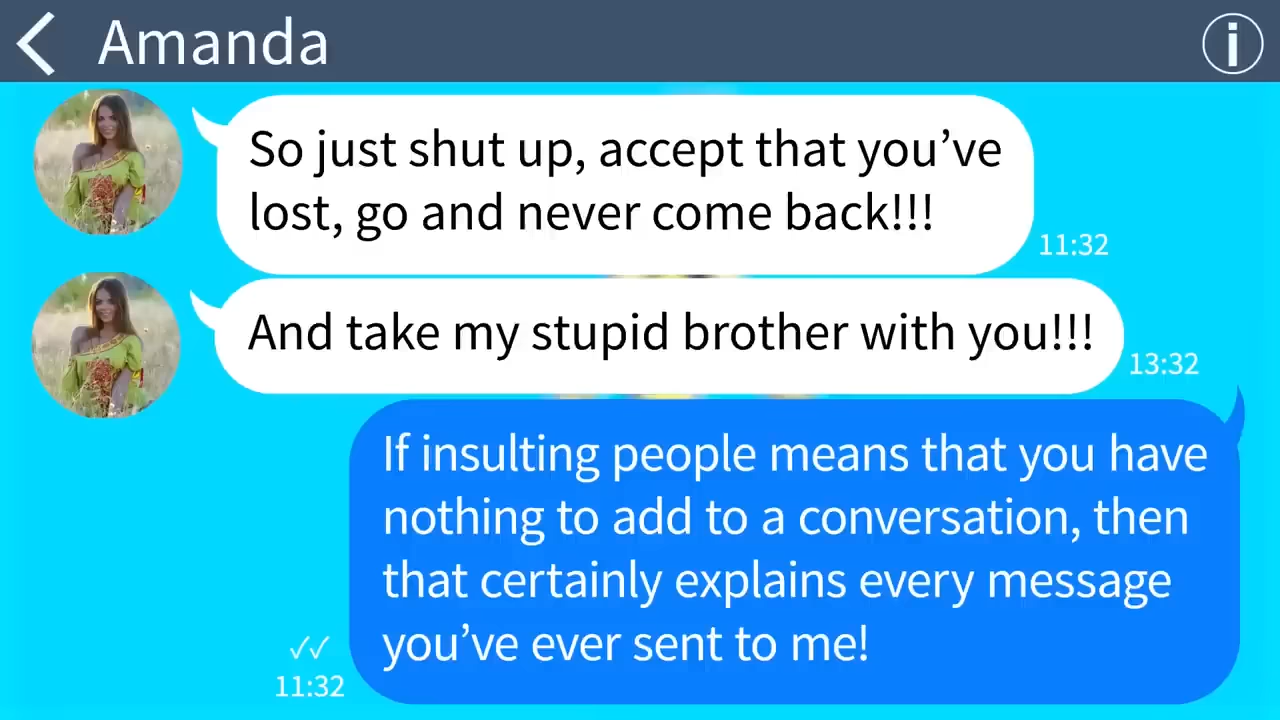 Amanda
So just shut up, accept that you’ve
lost, go and never come back!!!
11:32
And take my stupid brother with you!!!
13:32
If insulting people means that you have
nothing to add to a conversation, then
that certainly explains every message
you’ve ever sent to me!
11:32